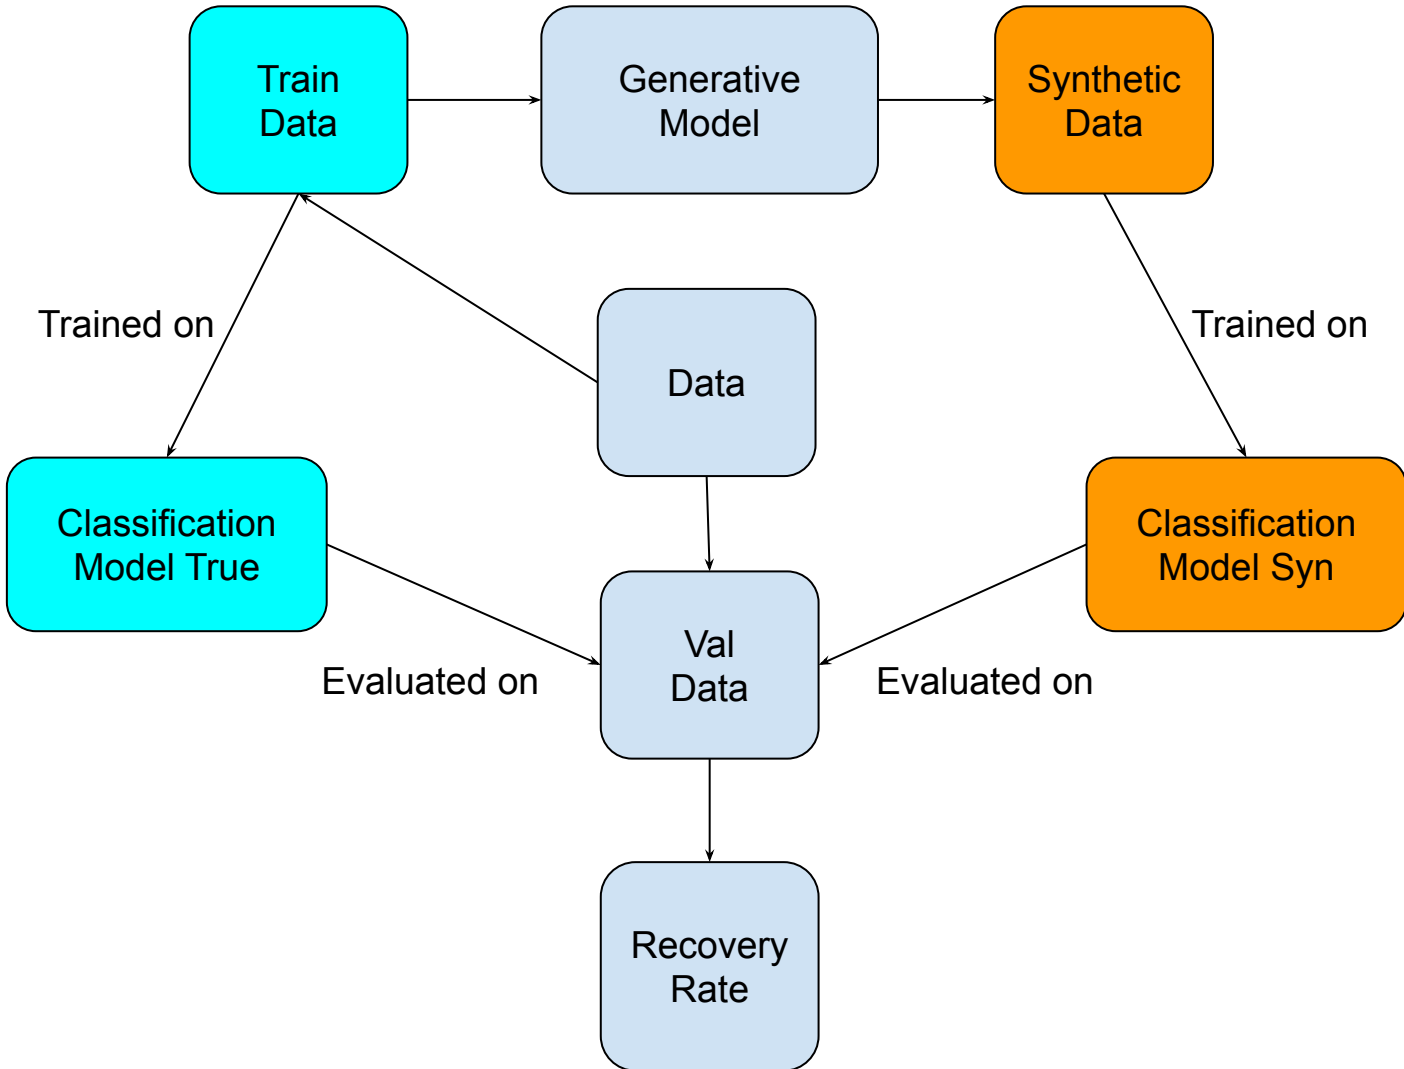 Train
Data
Generative
Model
Synthetic
Data
Trained on
Data
Trained on
Classification
Model True
Classification
Model Syn
Val
Data
Evaluated on
Evaluated on
Recovery
Rate